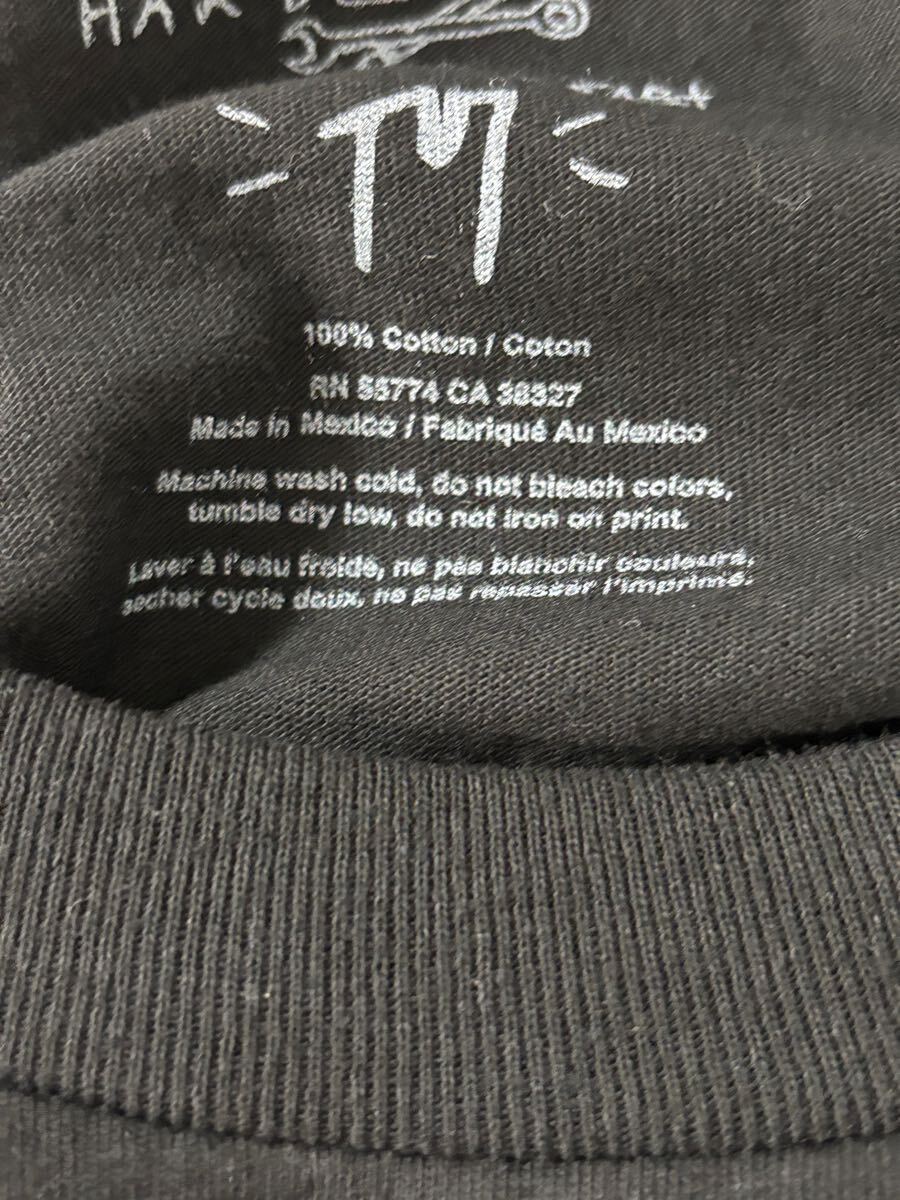 TM
100% Cotton / Coton
RN 55774 CA 38327
Made in Mexico / Fabriqué Au Mexico
Machine wash cold, do not bleach colors,
tumble dry low, do not iron on print.
Laver à l'eau froide, ne pas blanchir couleurs,
secher cycle doux, ne pas repasser l'imprimé.